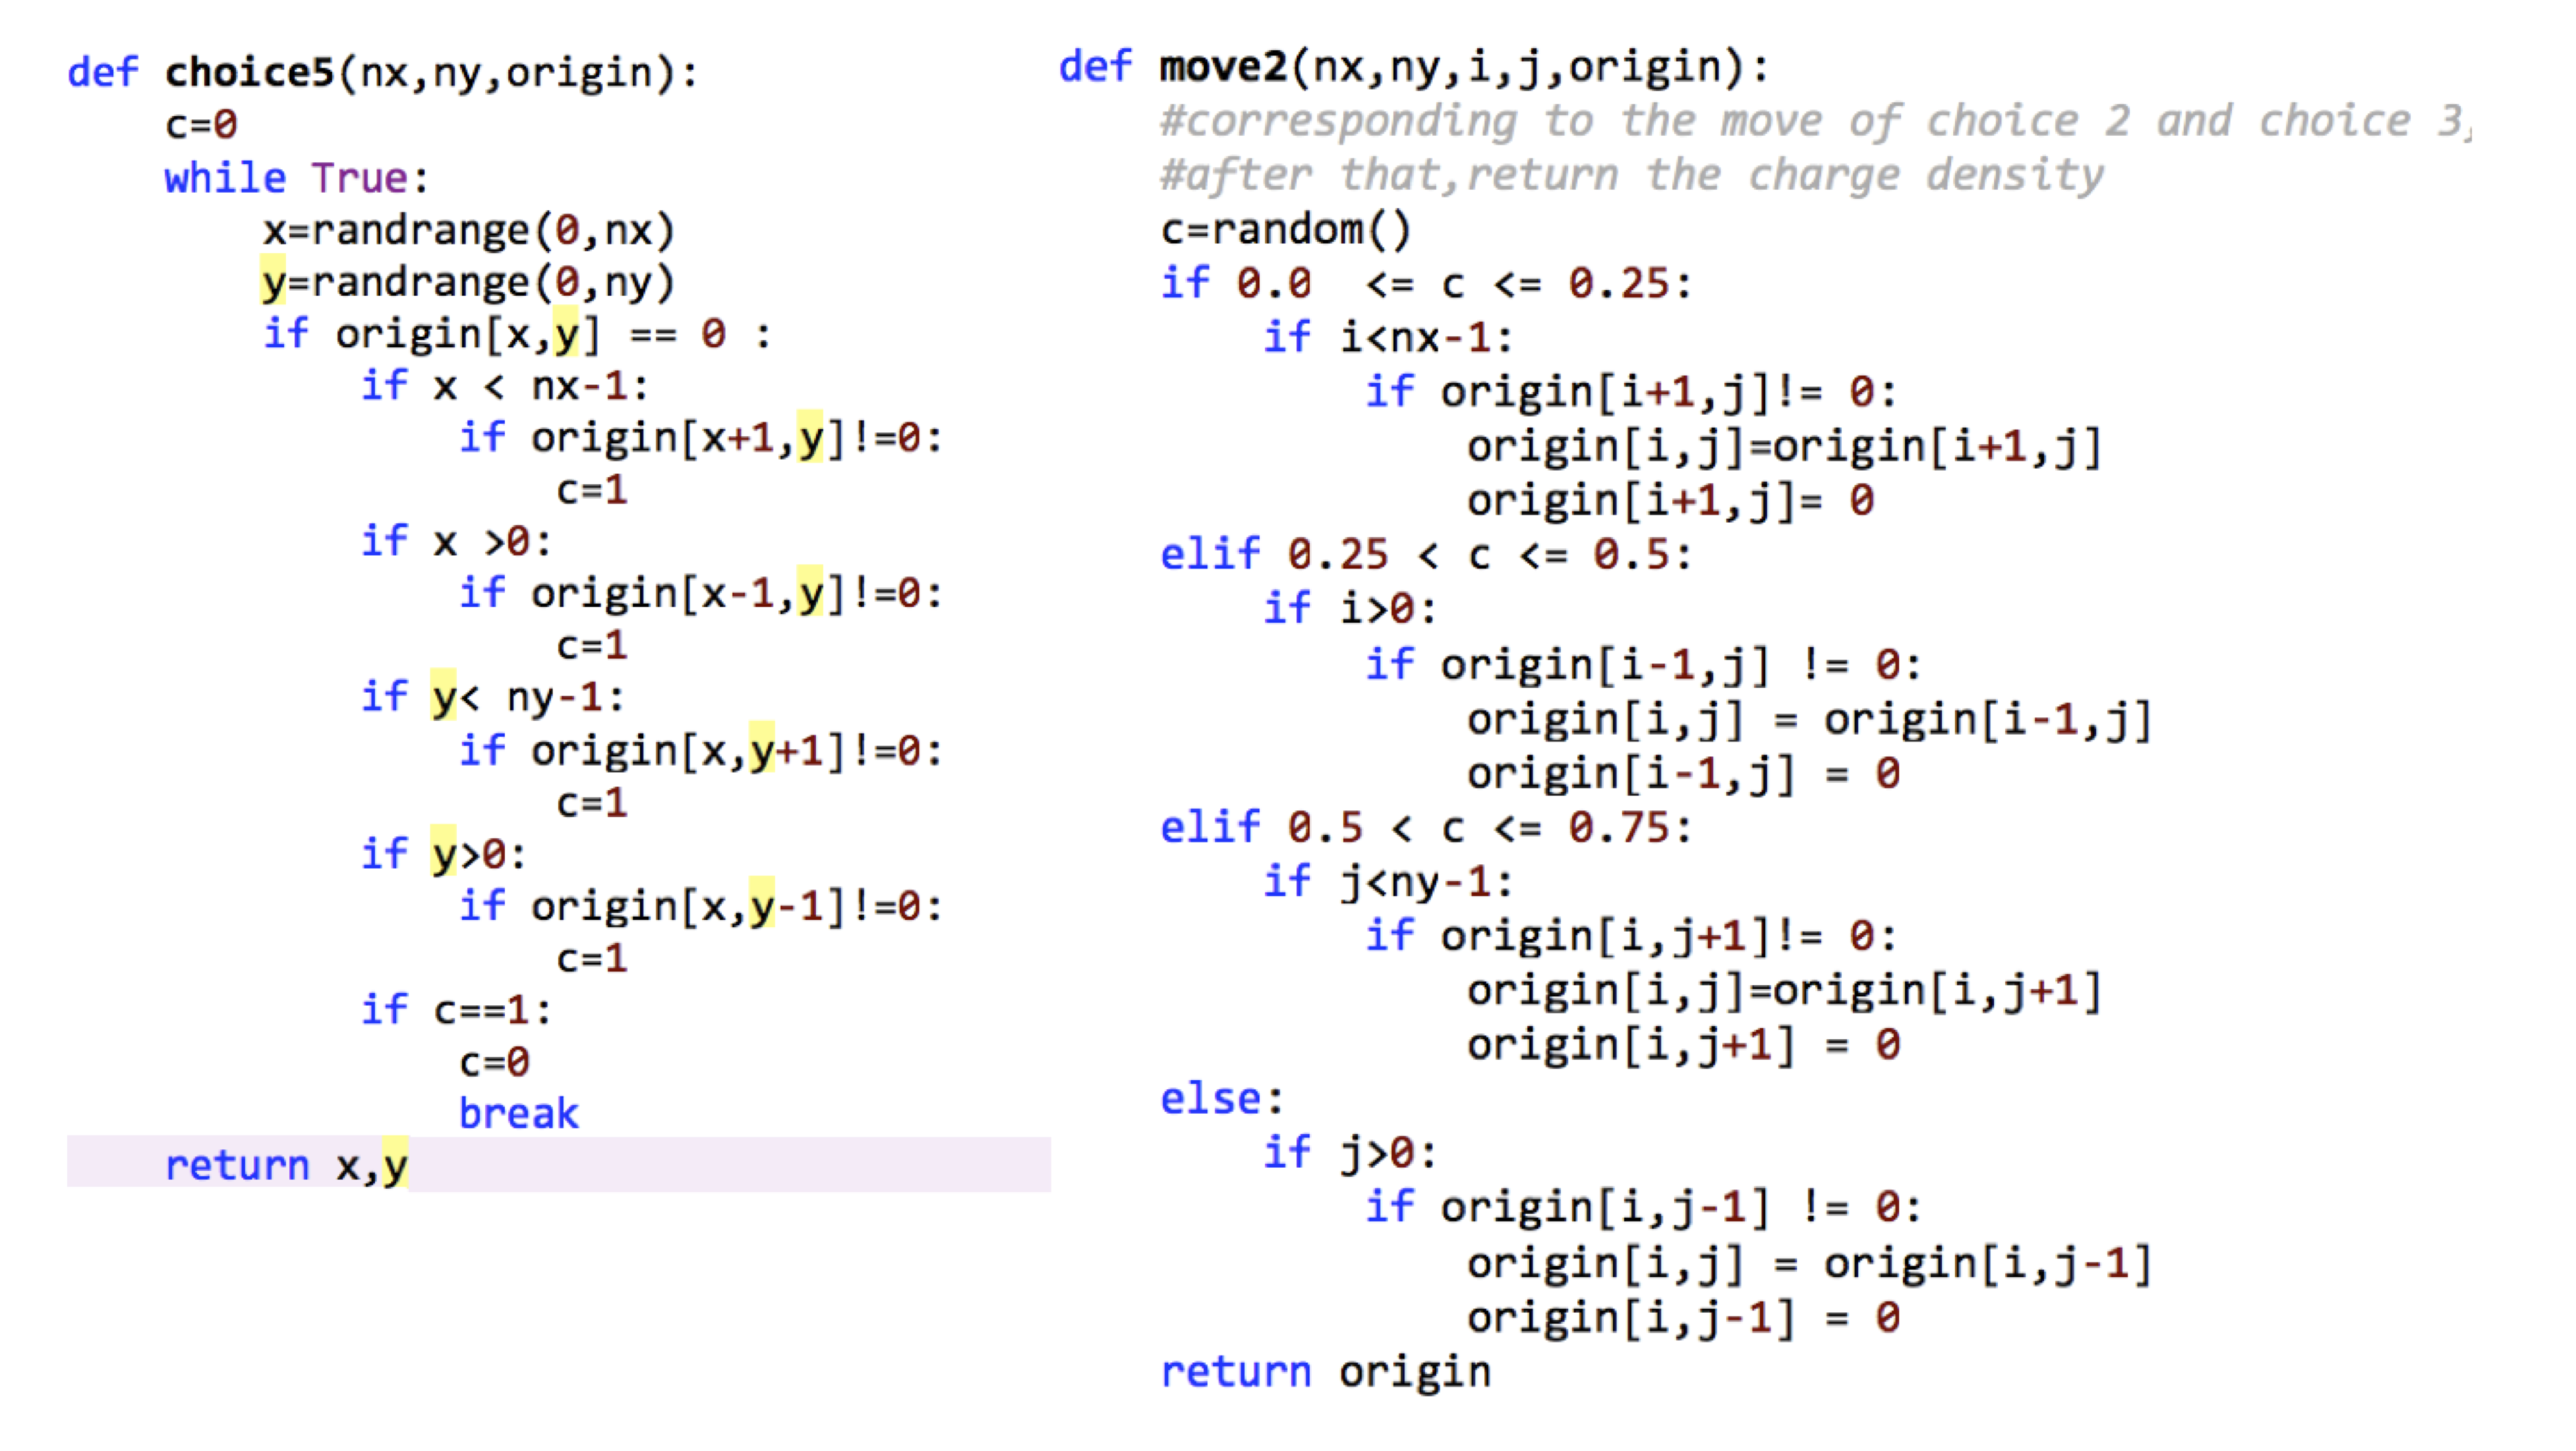 def choice5(nx,ny,origin):
    c=0
    while True:
        x=randrange(0,nx)
        y=randrange(0,ny)
        if origin[x,y] == 0 :
            if x < nx-1:
                if origin[x+1,y]!=0:
                    c=1
            if x >0:
                if origin[x-1,y]!=0:
                    c=1
            if y< ny-1:
                if origin[x,y+1]!=0:
                    c=1
            if y>0:
                if origin[x,y-1]!=0:
                    c=1
            if c==1:
                c=0
                break
    return x,y
def move2(nx,ny,i,j,origin):
    #corresponding to the move of choice 2 and choice 3,
    #after that,return the charge density
    c=random()
    if 0.0  <= c <= 0.25:
        if i<nx-1:
            if origin[i+1,j]!= 0:
                origin[i,j]=origin[i+1,j]
                origin[i+1,j]= 0
    elif 0.25 < c <= 0.5:
        if i>0:
            if origin[i-1,j] != 0:
                origin[i,j] = origin[i-1,j]
                origin[i-1,j] = 0
    elif 0.5 < c <= 0.75:
        if j<ny-1:
            if origin[i,j+1]!= 0:
                origin[i,j]=origin[i,j+1]
                origin[i,j+1] = 0
    else:
        if j>0:
            if origin[i,j-1] != 0:
                origin[i,j] = origin[i,j-1]
                origin[i,j-1] = 0
    return origin